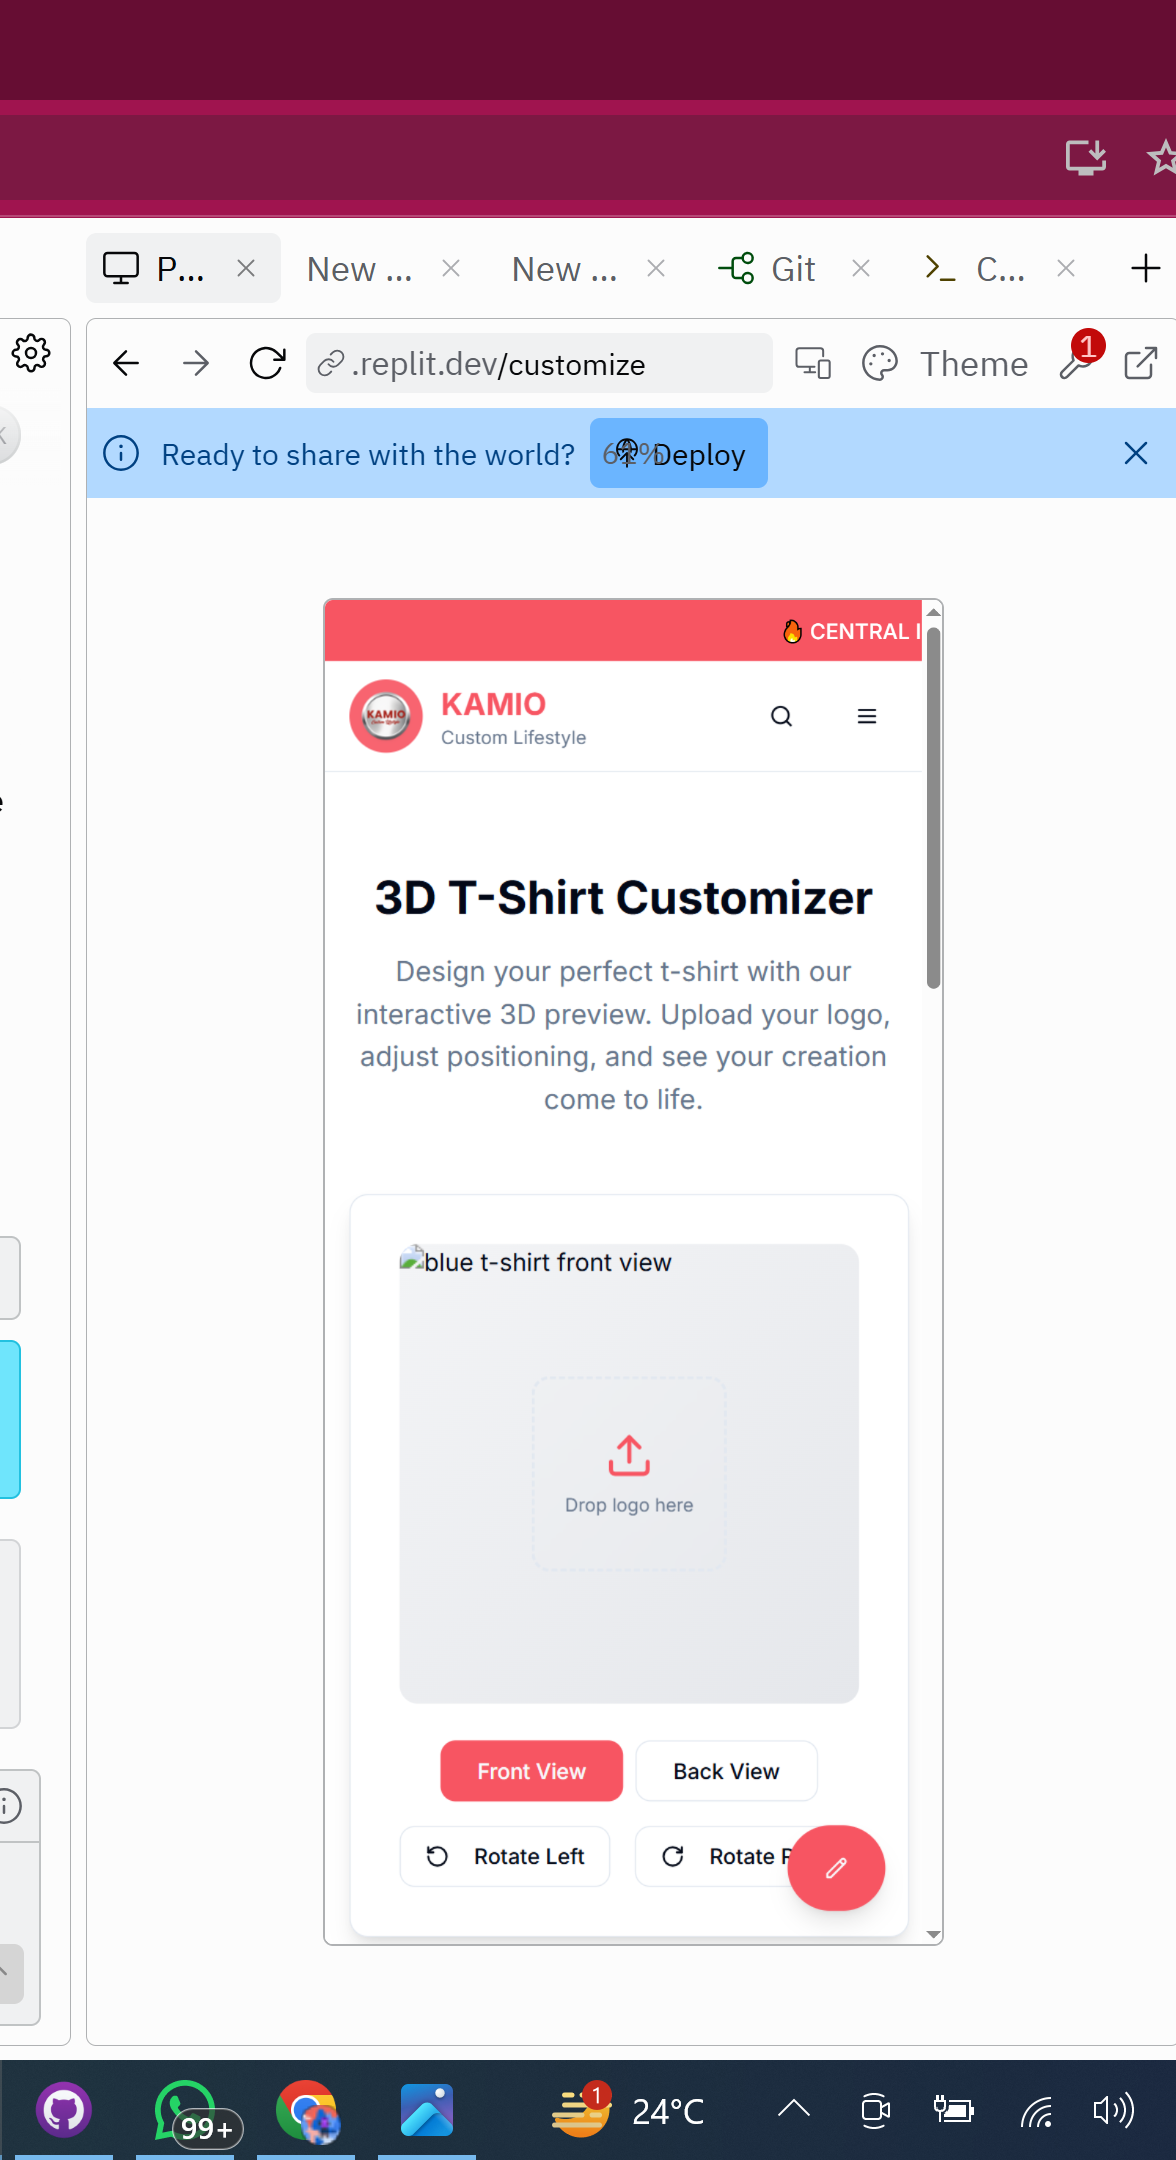 P...
New ...
New ...
Git
C...
.replit.dev/customize
Theme
1
Ready to share with the world?
Deploy
🔥 CENTRAL
KAMIO
KAMIO
Custom Lifestyle
3D T-Shirt Customizer
Design your perfect t-shirt with our
interactive 3D preview. Upload your logo,
adjust positioning, and see your creation
come to life.
blue t-shirt front view
Drop logo here
Front View
Back View
Rotate Left
Rotate
99+
1
24°C